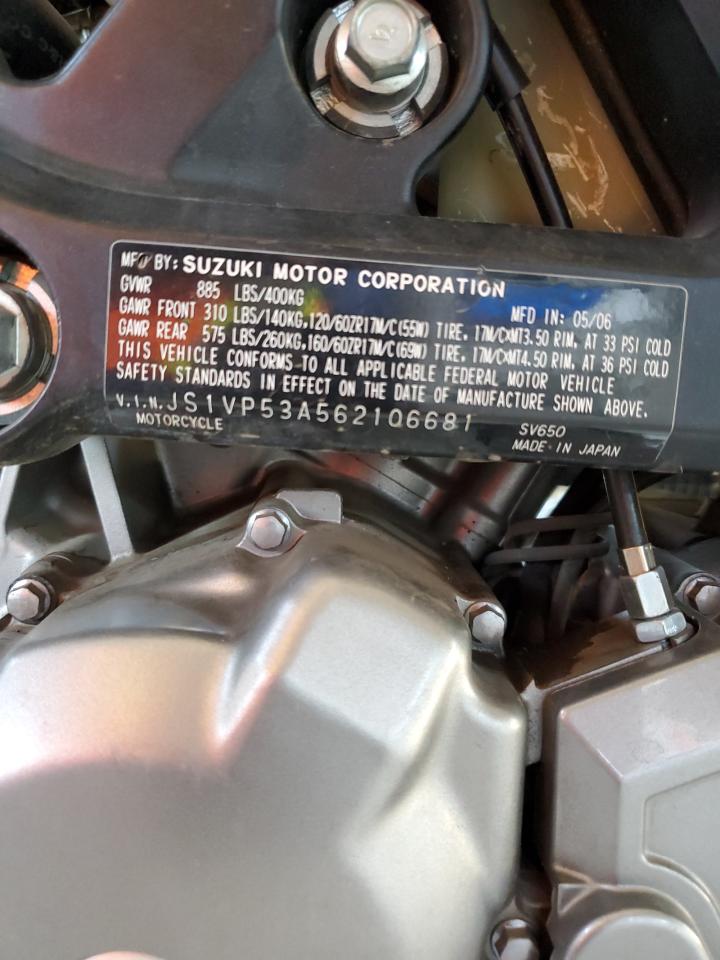 MFD BY: SUZUKI MOTOR CORPORATION
GVWR 885 LBS/400KG MFD IN: 05/06
GAWR FRONT 310 LBS/140KG.120/60ZR17M/C(55W) TIRE. 17M/C×MT3.50 RIM, AT 33 PSI COLD
GAWR REAR 575 LBS/260KG.160/60ZR17M/C(69W) TIRE. 17M/C×MT4.50 RIM, AT 36 PSI COLD
THIS VEHICLE CONFORMS TO ALL APPLICABLE FEDERAL MOTOR VEHICLE
SAFETY STANDARDS IN EFFECT ON THE DATE OF MANUFACTURE SHOWN ABOVE.
V.I.N. JS1VP53A562106681
MOTORCYCLE SV650
MADE IN JAPAN